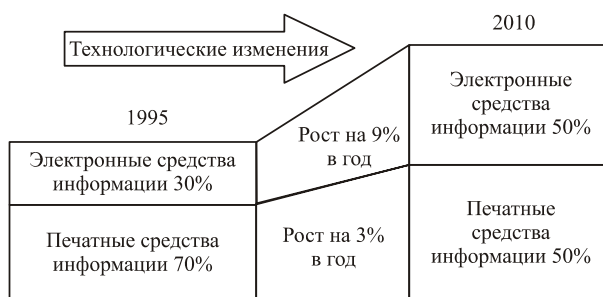 Технологические изменения
2010
1995
Электронные средства
информации 30%
Рост на 9%
в год
Электронные
средства
информации 50%
Печатные средства
информации 70%
Рост на 3%
в год
Печатные
средства
информации 50%